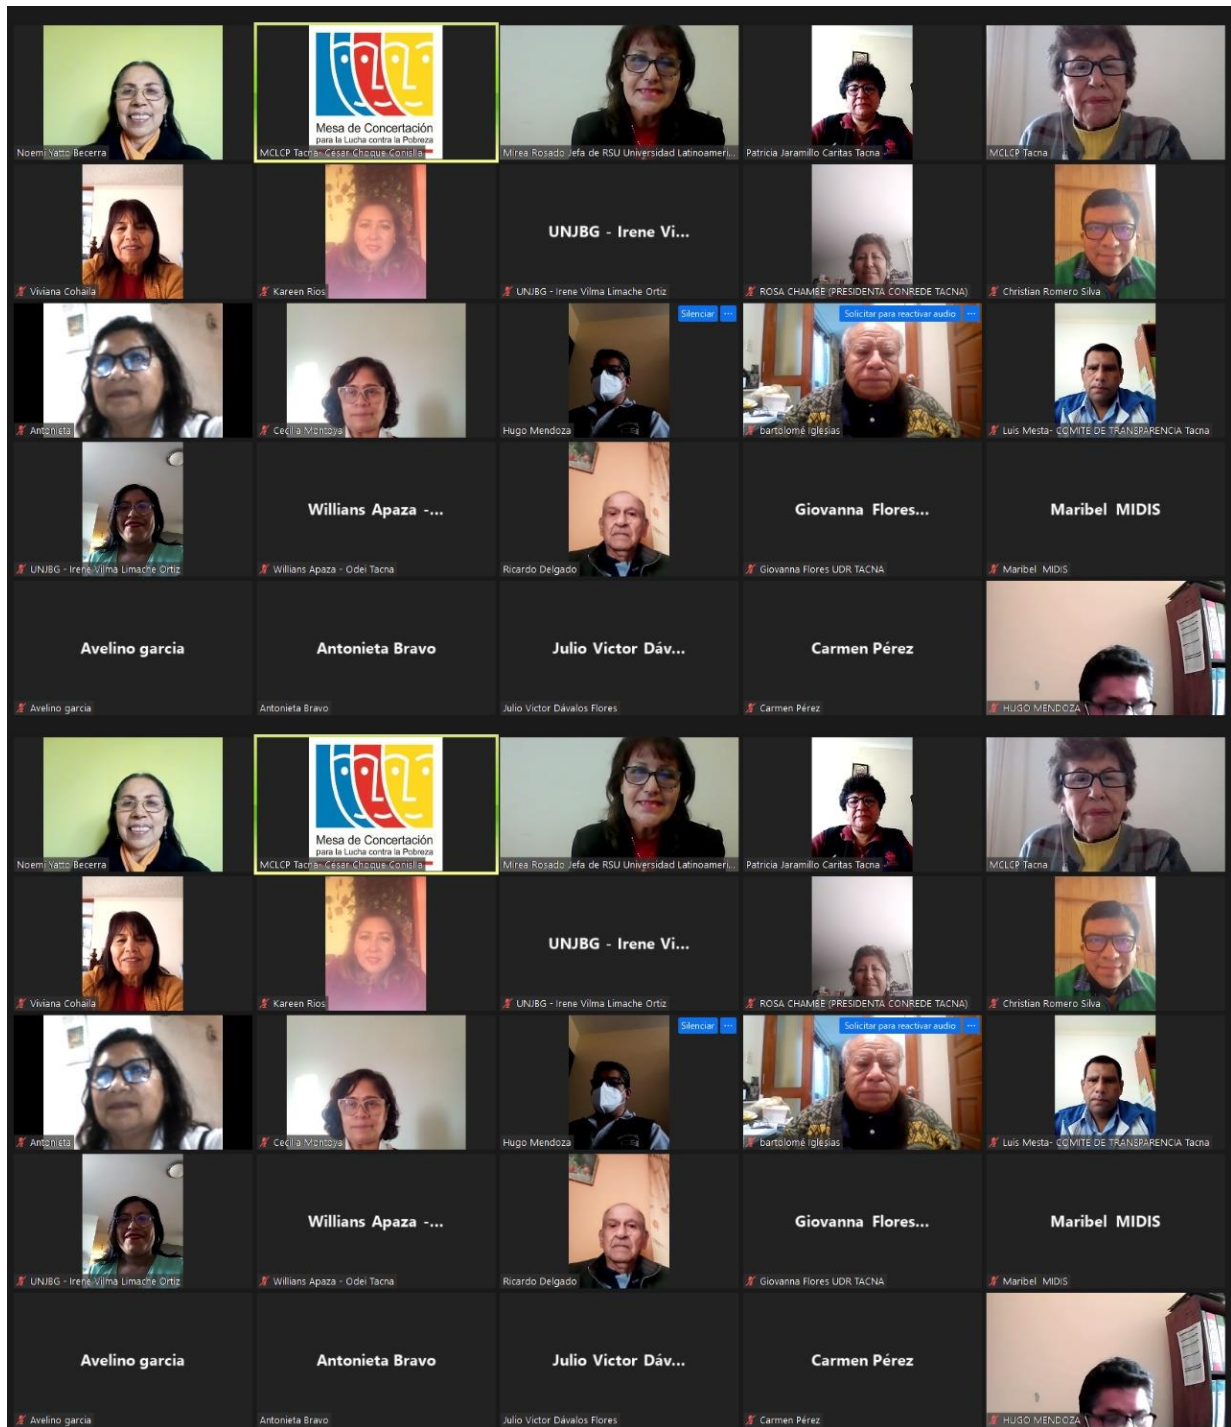 Noemi Yatto Becerra
Mesa de Concertación
para la Lucha contra la Pobreza
MCLCP Tacna- César Choque Conislla
Mirea Rosado Jefa de RSU Universidad Latinoameri...
Patricia Jaramillo Caritas Tacna
MCLCP Tacna
Viviana Cohaila
Kareen Rios
UNJBG - Irene Vi...
UNJBG - Irene Vilma Limache Ortiz
ROSA CHAMBE (PRESIDENTA CONREDE TACNA)
Christian Romero Silva
Antonieta
Cecilia Montoya
Silenciar ...
Hugo Mendoza
Solicitar para reactivar audio ...
bartolomé iglesias
Luis Mesta- COMITE DE TRANSPARENCIA Tacna
UNJBG - Irene Vilma Limache Ortiz
Willians Apaza -...
Willians Apaza - Odei Tacna
Ricardo Delgado
Giovanna Flores...
Giovanna Flores UDR TACNA
Maribel MIDIS
Maribel MIDIS
Avelino garcia
Avelino garcia
Antonieta Bravo
Antonieta Bravo
Julio Victor Dáv...
Julio Victor Dávalos Flores
Carmen Pérez
Carmen Pérez
HUGO MENDOZA
Noemi Yatto Becerra
Mesa de Concertación
para la Lucha contra la Pobreza
MCLCP Tacna- César Choque Conislla
Mirea Rosado Jefa de RSU Universidad Latinoameri...
Patricia Jaramillo Caritas Tacna
MCLCP Tacna
Viviana Cohaila
Kareen Rios
UNJBG - Irene Vi...
UNJBG - Irene Vilma Limache Ortiz
ROSA CHAMBE (PRESIDENTA CONREDE TACNA)
Christian Romero Silva
Antonieta
Cecilia Montoya
Silenciar ...
Hugo Mendoza
Solicitar para reactivar audio ...
bartolomé iglesias
Luis Mesta- COMITE DE TRANSPARENCIA Tacna
UNJBG - Irene Vilma Limache Ortiz
Willians Apaza -...
Willians Apaza - Odei Tacna
Ricardo Delgado
Giovanna Flores...
Giovanna Flores UDR TACNA
Maribel MIDIS
Maribel MIDIS
Avelino garcia
Avelino garcia
Antonieta Bravo
Antonieta Bravo
Julio Victor Dáv...
Julio Victor Dávalos Flores
Carmen Pérez
Carmen Pérez
HUGO MENDOZA